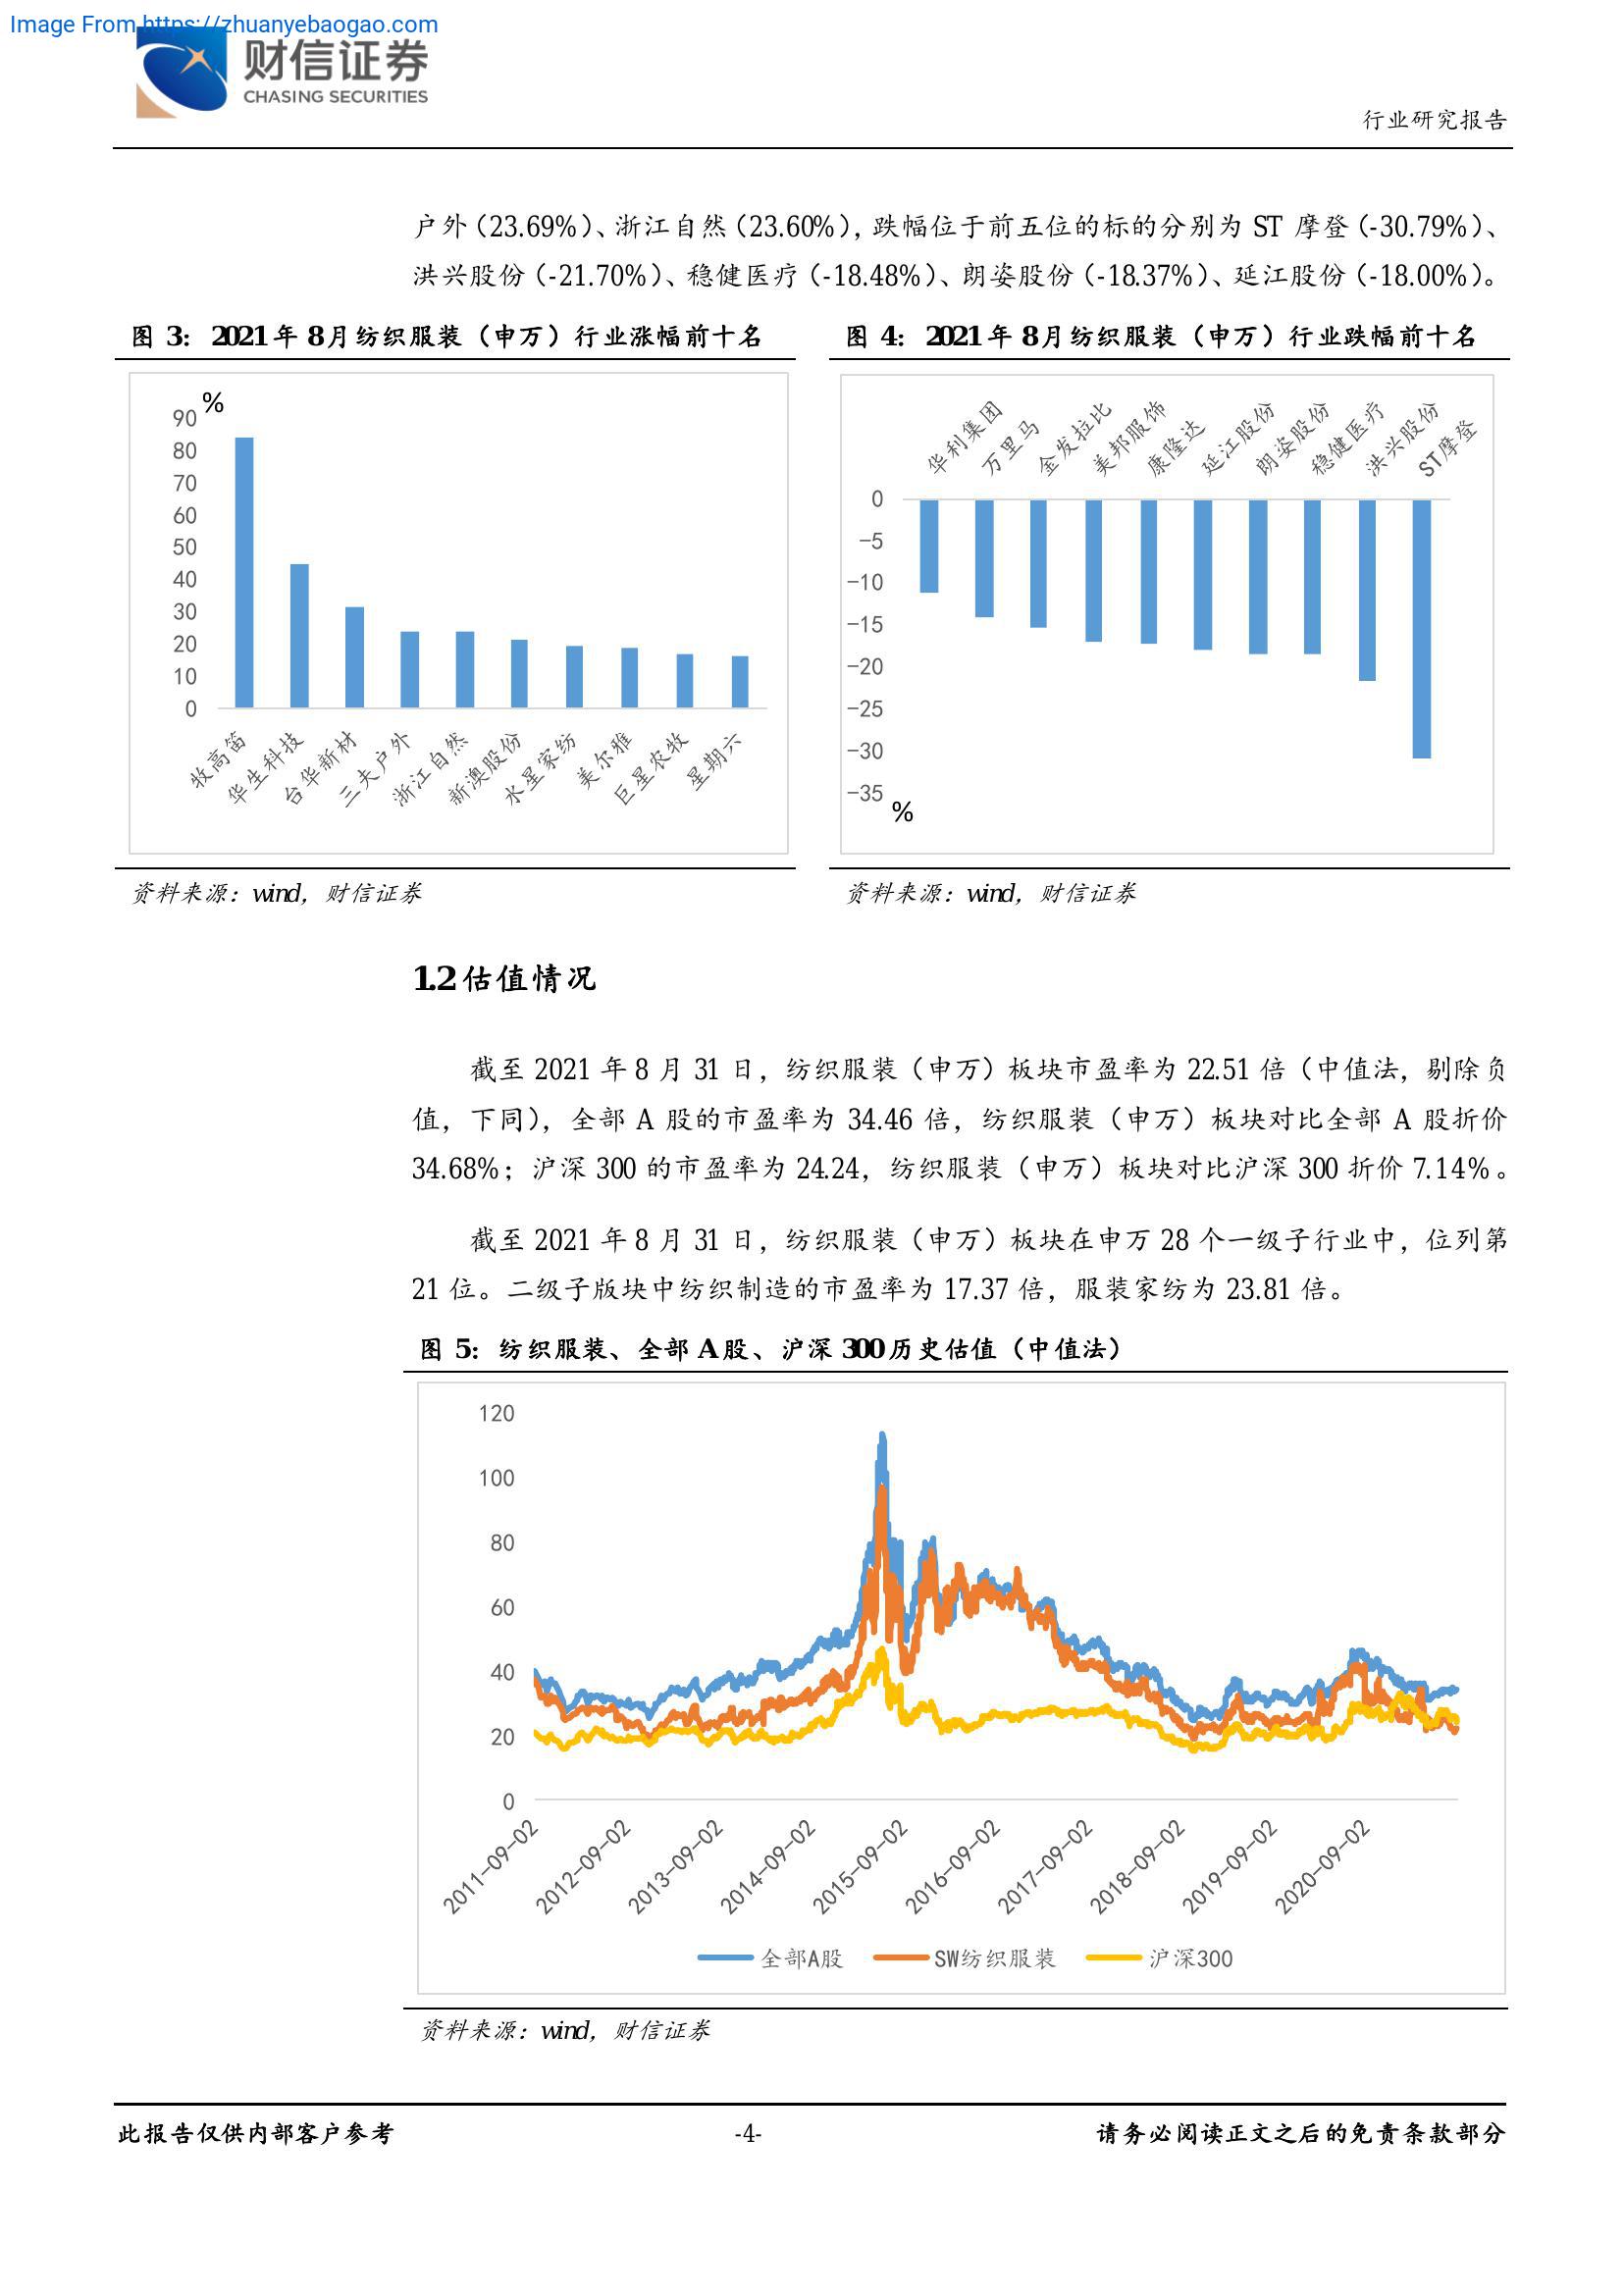 Image From https://zhuanyebaogao.com
财信证券
CHASING SECURITIES
行业研究报告
户外（23.69%）、浙江自然（23.60%），跌幅位于前五位的标的分别为 ST 摩登（-30.79%）、
洪兴股份（-21.70%）、稳健医疗（-18.48%）、朗姿股份（-18.37%）、延江股份（-18.00%）。
图 3：2021 年 8 月纺织服装（申万）行业涨幅前十名
%
90
80
70
60
50
40
30
20
10
0
牧高笛
华生科技
台华新材
三夫户外
浙江自然
新澳股份
水星家纺
美尔雅
巨星农牧
星期六
资料来源：wind，财信证券
图 4：2021 年 8 月纺织服装（申万）行业跌幅前十名
华利集团
万里马
金发拉比
美邦服饰
康隆达
延江股份
朗姿股份
稳健医疗
洪兴股份
ST摩登
0
-5
-10
-15
-20
-25
-30
-35
%
资料来源：wind，财信证券
1.2 估值情况
截至 2021 年 8 月 31 日，纺织服装（申万）板块市盈率为 22.51 倍（中值法，剔除负
值，下同），全部 A 股的市盈率为 34.46 倍，纺织服装（申万）板块对比全部 A 股折价
34.68%；沪深 300 的市盈率为 24.24，纺织服装（申万）板块对比沪深 300 折价 7.14%。
截至 2021 年 8 月 31 日，纺织服装（申万）板块在申万 28 个一级子行业中，位列第
21 位。二级子版块中纺织制造的市盈率为 17.37 倍，服装家纺为 23.81 倍。
图 5：纺织服装、全部 A 股、沪深 300 历史估值（中值法）
120
100
80
60
40
20
0
2011-09-02
2012-09-02
2013-09-02
2014-09-02
2015-09-02
2016-09-02
2017-09-02
2018-09-02
2019-09-02
2020-09-02
全部A股 SW纺织服装 沪深300
资料来源：wind，财信证券
此报告仅供内部客户参考 -4- 请务必阅读正文之后的免责条款部分